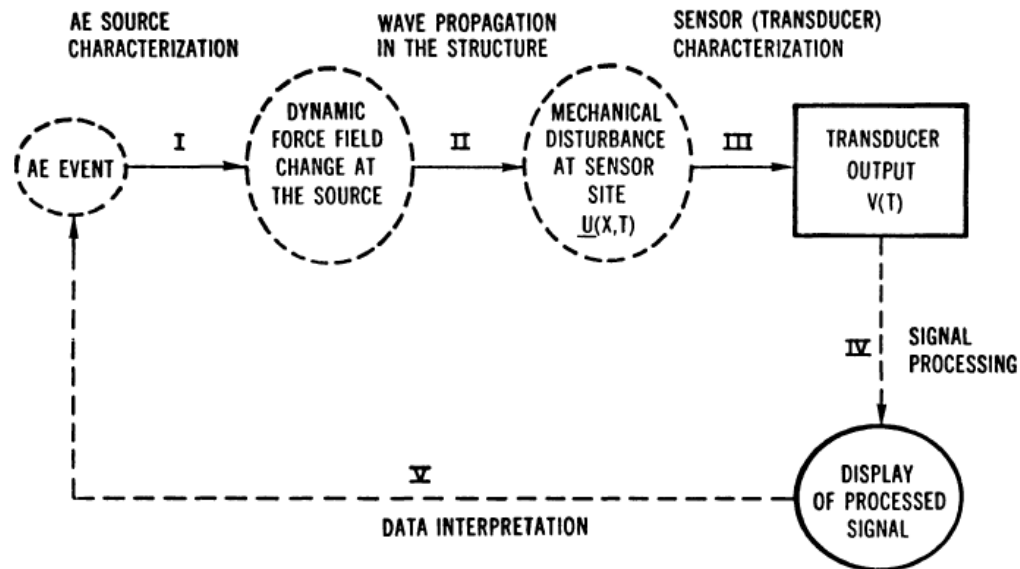 AE SOURCE
CHARACTERIZATION
WAVE PROPAGATION
IN THE STRUCTURE
SENSOR (TRANSDUCER)
CHARACTERIZATION
AE EVENT
I
DYNAMIC
FORCE FIELD
CHANGE AT
THE SOURCE
II
MECHANICAL
DISTURBANCE
AT SENSOR
SITE
U(X,T)
III
TRANSDUCER
OUTPUT
V(T)
IV
SIGNAL
PROCESSING
DISPLAY
OF PROCESSED
SIGNAL
V
DATA INTERPRETATION